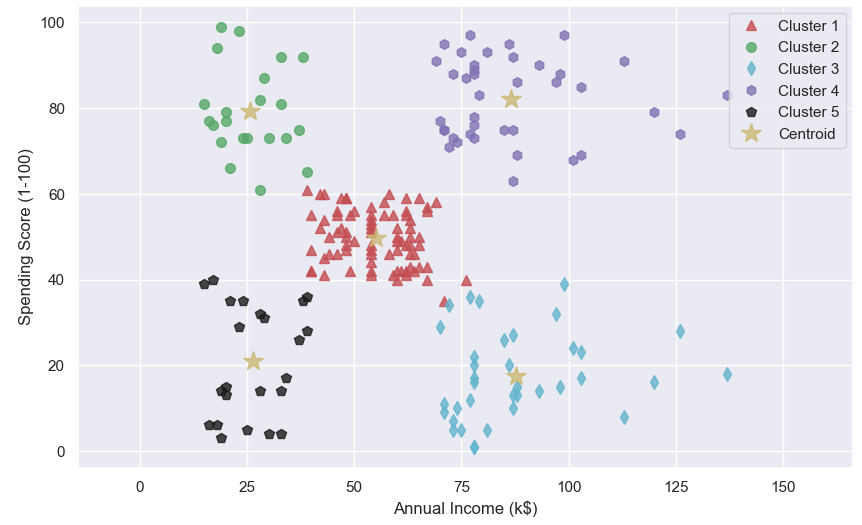 100
80
60
40
20
0
Spending Score (1-100)
0 25 50 75 100 125 150
Annual Income (k$)
Cluster 1
Cluster 2
Cluster 3
Cluster 4
Cluster 5
Centroid